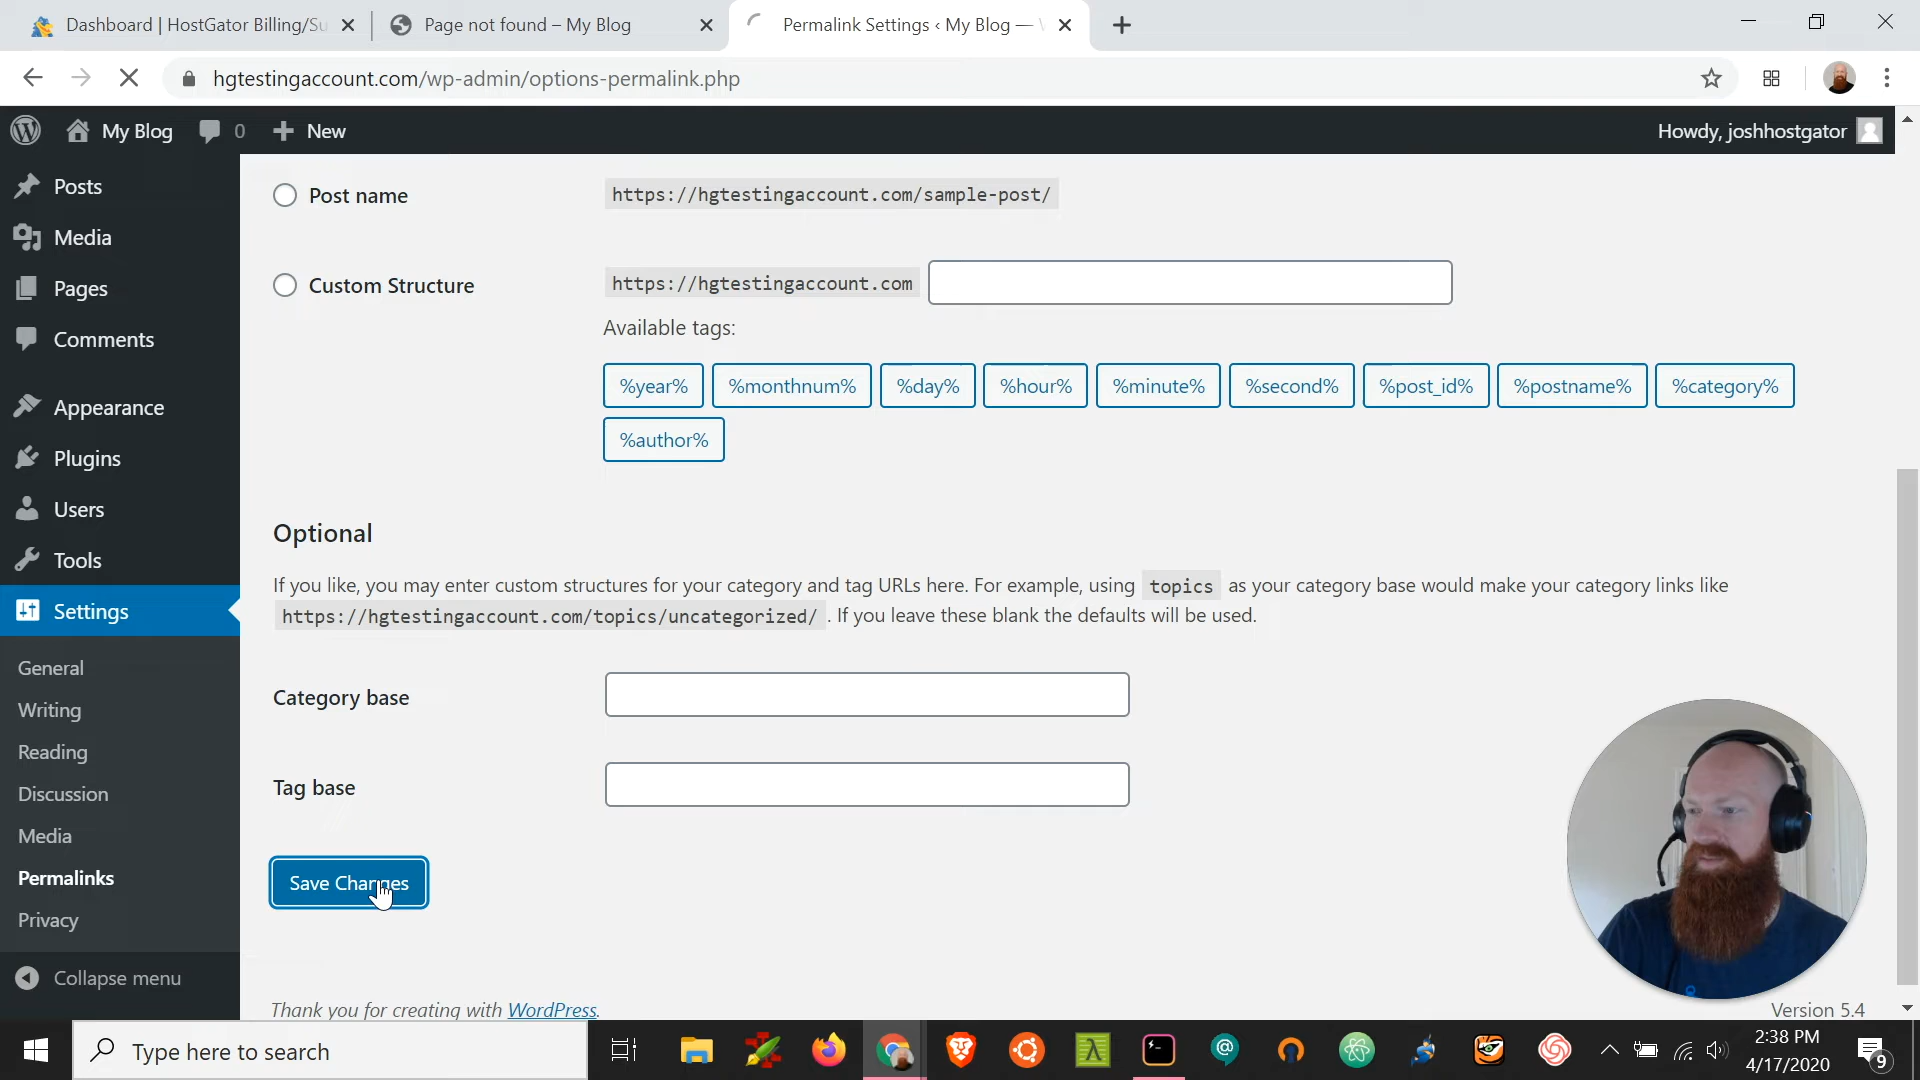 Dashboard | HostGator Billing/Su
Page not found – My Blog
Permalink Settings ‹ My Blog —
hgtestingaccount.com/wp-admin/options-permalink.php
My Blog
0
New
Howdy, joshhostgator
Posts
Media
Pages
Comments
Appearance
Plugins
Users
Tools
Settings
General
Writing
Reading
Discussion
Media
Permalinks
Privacy
Collapse menu
Post name
https://hgtestingaccount.com/sample-post/
Custom Structure
https://hgtestingaccount.com
Available tags:
%year% %monthnum% %day% %hour% %minute% %second% %post_id% %postname% %category%
%author%
Optional
If you like, you may enter custom structures for your category and tag URLs here. For example, using topics as your category base would make your category links like
https://hgtestingaccount.com/topics/uncategorized/ . If you leave these blank the defaults will be used.
Category base
Tag base
Save Changes
Thank you for creating with WordPress.
Version 5.4
Type here to search
2:38 PM
4/17/2020
9